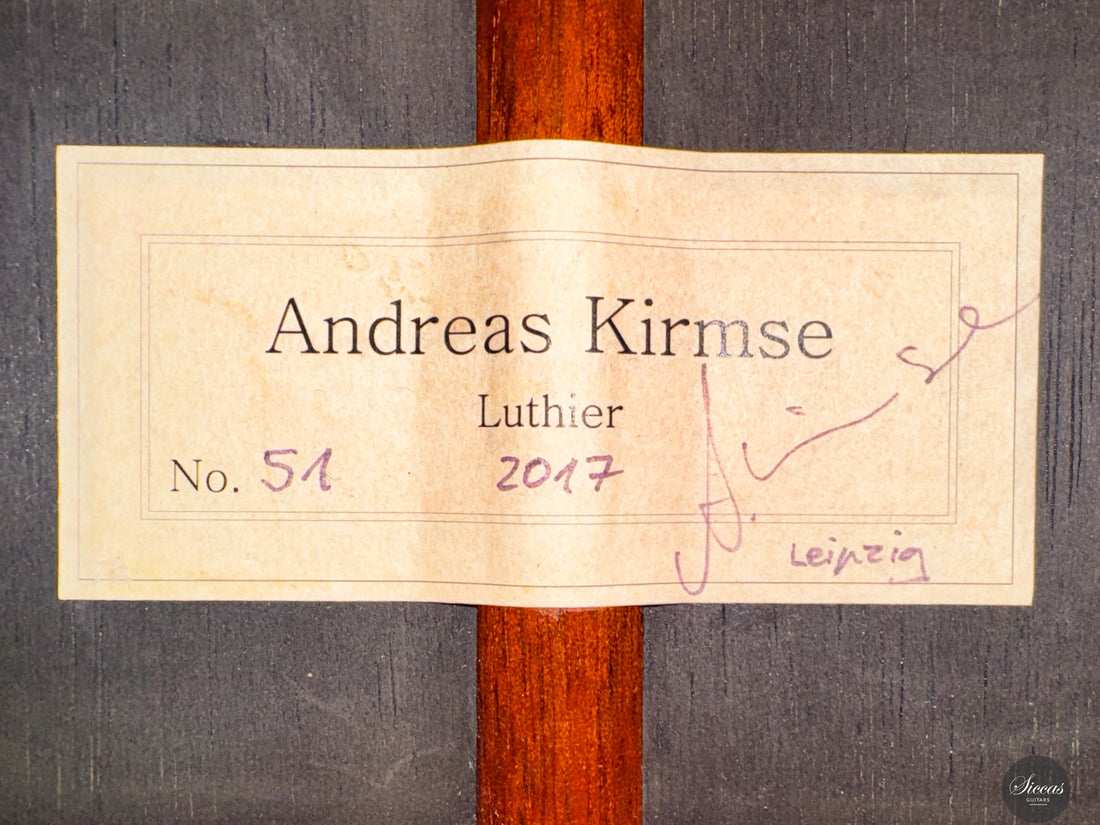 Andreas Kirmse
Luthier
No. 51 2017
Leipzig
Siccas
GUITARS